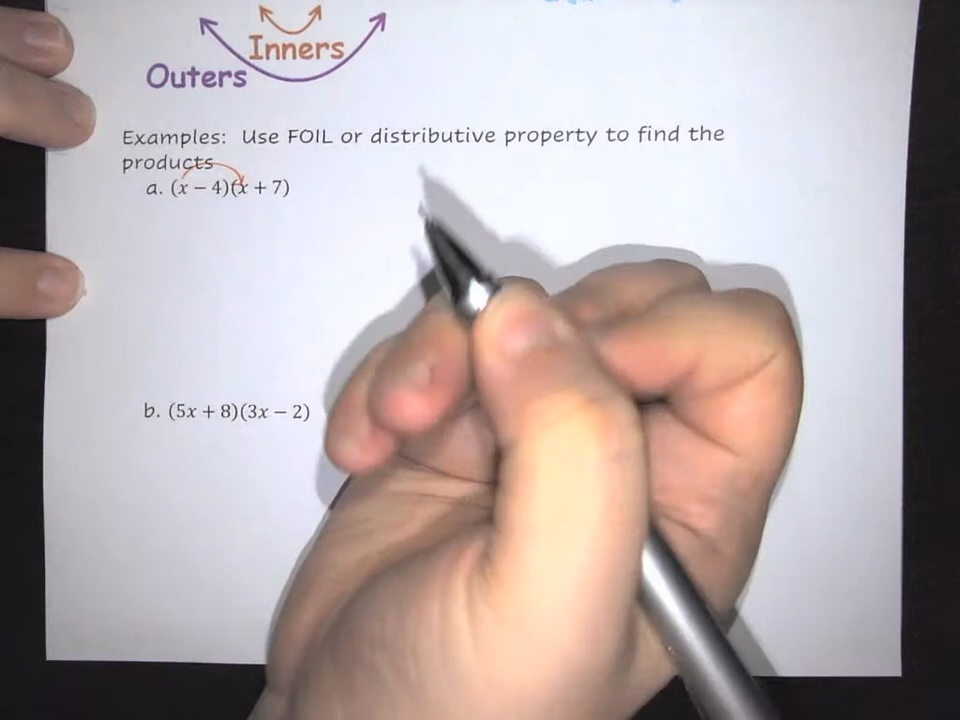 Inners
Outers
Examples: Use FOIL or distributive property to find the
products
a. (x − 4)(x + 7)
b. (5x + 8)(3x − 2)